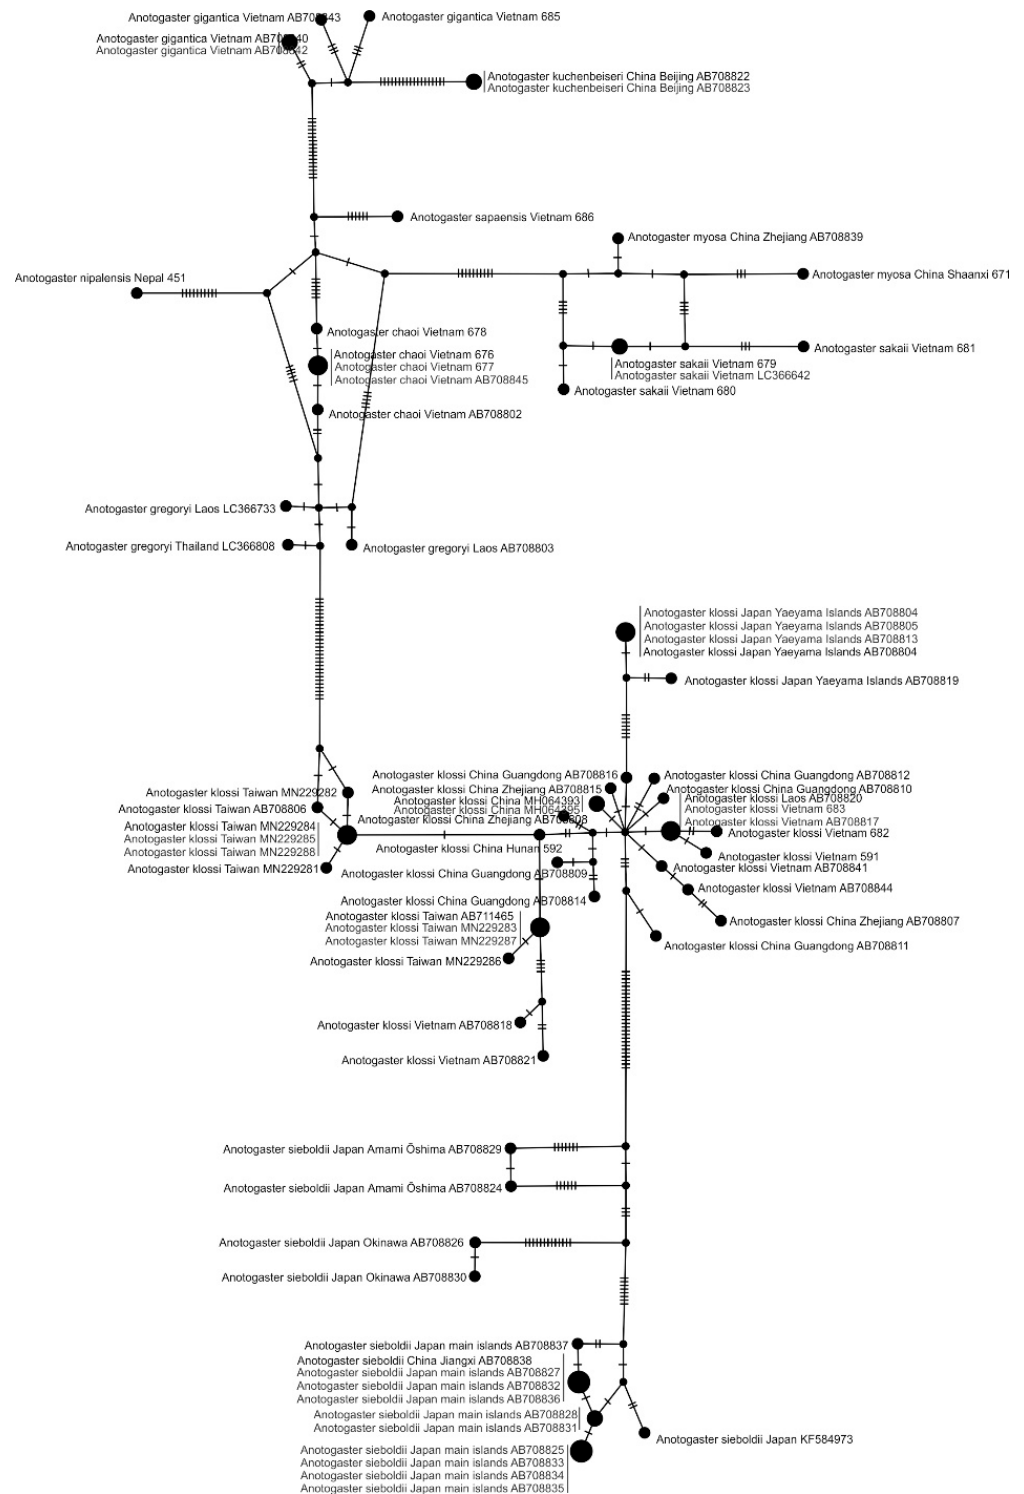 Anotogaster gigantica Vietnam AB708843
Anotogaster gigantica Vietnam 685
Anotogaster gigantica Vietnam AB708840
Anotogaster gigantica Vietnam AB708842
Anotogaster kuchenbeiseri China Beijing AB708822
Anotogaster kuchenbeiseri China Beijing AB708823
Anotogaster sapaensis Vietnam 686
Anotogaster myosa China Zhejiang AB708839
Anotogaster nipalensis Nepal 451
Anotogaster myosa China Shaanxi 671
Anotogaster chaoi Vietnam 678
Anotogaster chaoi Vietnam 676
Anotogaster chaoi Vietnam 677
Anotogaster chaoi Vietnam AB708845
Anotogaster sakaii Vietnam 681
Anotogaster sakaii Vietnam 679
Anotogaster sakaii Vietnam LC366642
Anotogaster sakaii Vietnam 680
Anotogaster chaoi Vietnam AB708802
Anotogaster gregoryi Laos LC366733
Anotogaster gregoryi Thailand LC366808
Anotogaster gregoryi Laos AB708803
Anotogaster klossi Japan Yaeyama Islands AB708804
Anotogaster klossi Japan Yaeyama Islands AB708805
Anotogaster klossi Japan Yaeyama Islands AB708813
Anotogaster klossi Japan Yaeyama Islands AB708804
Anotogaster klossi Japan Yaeyama Islands AB708819
Anotogaster klossi China Guangdong AB708816
Anotogaster klossi China Guangdong AB708812
Anotogaster klossi China Zhejiang AB708815
Anotogaster klossi China Guangdong AB708810
Anotogaster klossi Taiwan MN229282
Anotogaster klossi China MH064393
Anotogaster klossi Laos AB708820
Anotogaster klossi Taiwan AB708806
Anotogaster klossi China MH064395
Anotogaster klossi Vietnam 683
Anotogaster klossi China Zhejiang AB708808
Anotogaster klossi Vietnam AB708817
Anotogaster klossi Taiwan MN229284
Anotogaster klossi Taiwan MN229285
Anotogaster klossi Taiwan MN229288
Anotogaster klossi Vietnam 682
Anotogaster klossi China Hunan 592
Anotogaster klossi Vietnam 591
Anotogaster klossi Taiwan MN229281
Anotogaster klossi China Guangdong AB708809
Anotogaster klossi Vietnam AB708841
Anotogaster klossi Vietnam AB708844
Anotogaster klossi China Guangdong AB708814
Anotogaster klossi Taiwan AB711465
Anotogaster klossi Taiwan MN229283
Anotogaster klossi Taiwan MN229287
Anotogaster klossi China Zhejiang AB708807
Anotogaster klossi China Guangdong AB708811
Anotogaster klossi Taiwan MN229286
Anotogaster klossi Vietnam AB708818
Anotogaster klossi Vietnam AB708821
Anotogaster sieboldii Japan Amami Ōshima AB708829
Anotogaster sieboldii Japan Amami Ōshima AB708824
Anotogaster sieboldii Japan Okinawa AB708826
Anotogaster sieboldii Japan Okinawa AB708830
Anotogaster sieboldii Japan main islands AB708837
Anotogaster sieboldii China Jiangxi AB708838
Anotogaster sieboldii Japan main islands AB708827
Anotogaster sieboldii Japan main islands AB708832
Anotogaster sieboldii Japan main islands AB708836
Anotogaster sieboldii Japan main islands AB708828
Anotogaster sieboldii Japan main islands AB708831
Anotogaster sieboldii Japan KF584973
Anotogaster sieboldii Japan main islands AB708825
Anotogaster sieboldii Japan main islands AB708833
Anotogaster sieboldii Japan main islands AB708834
Anotogaster sieboldii Japan main islands AB708835